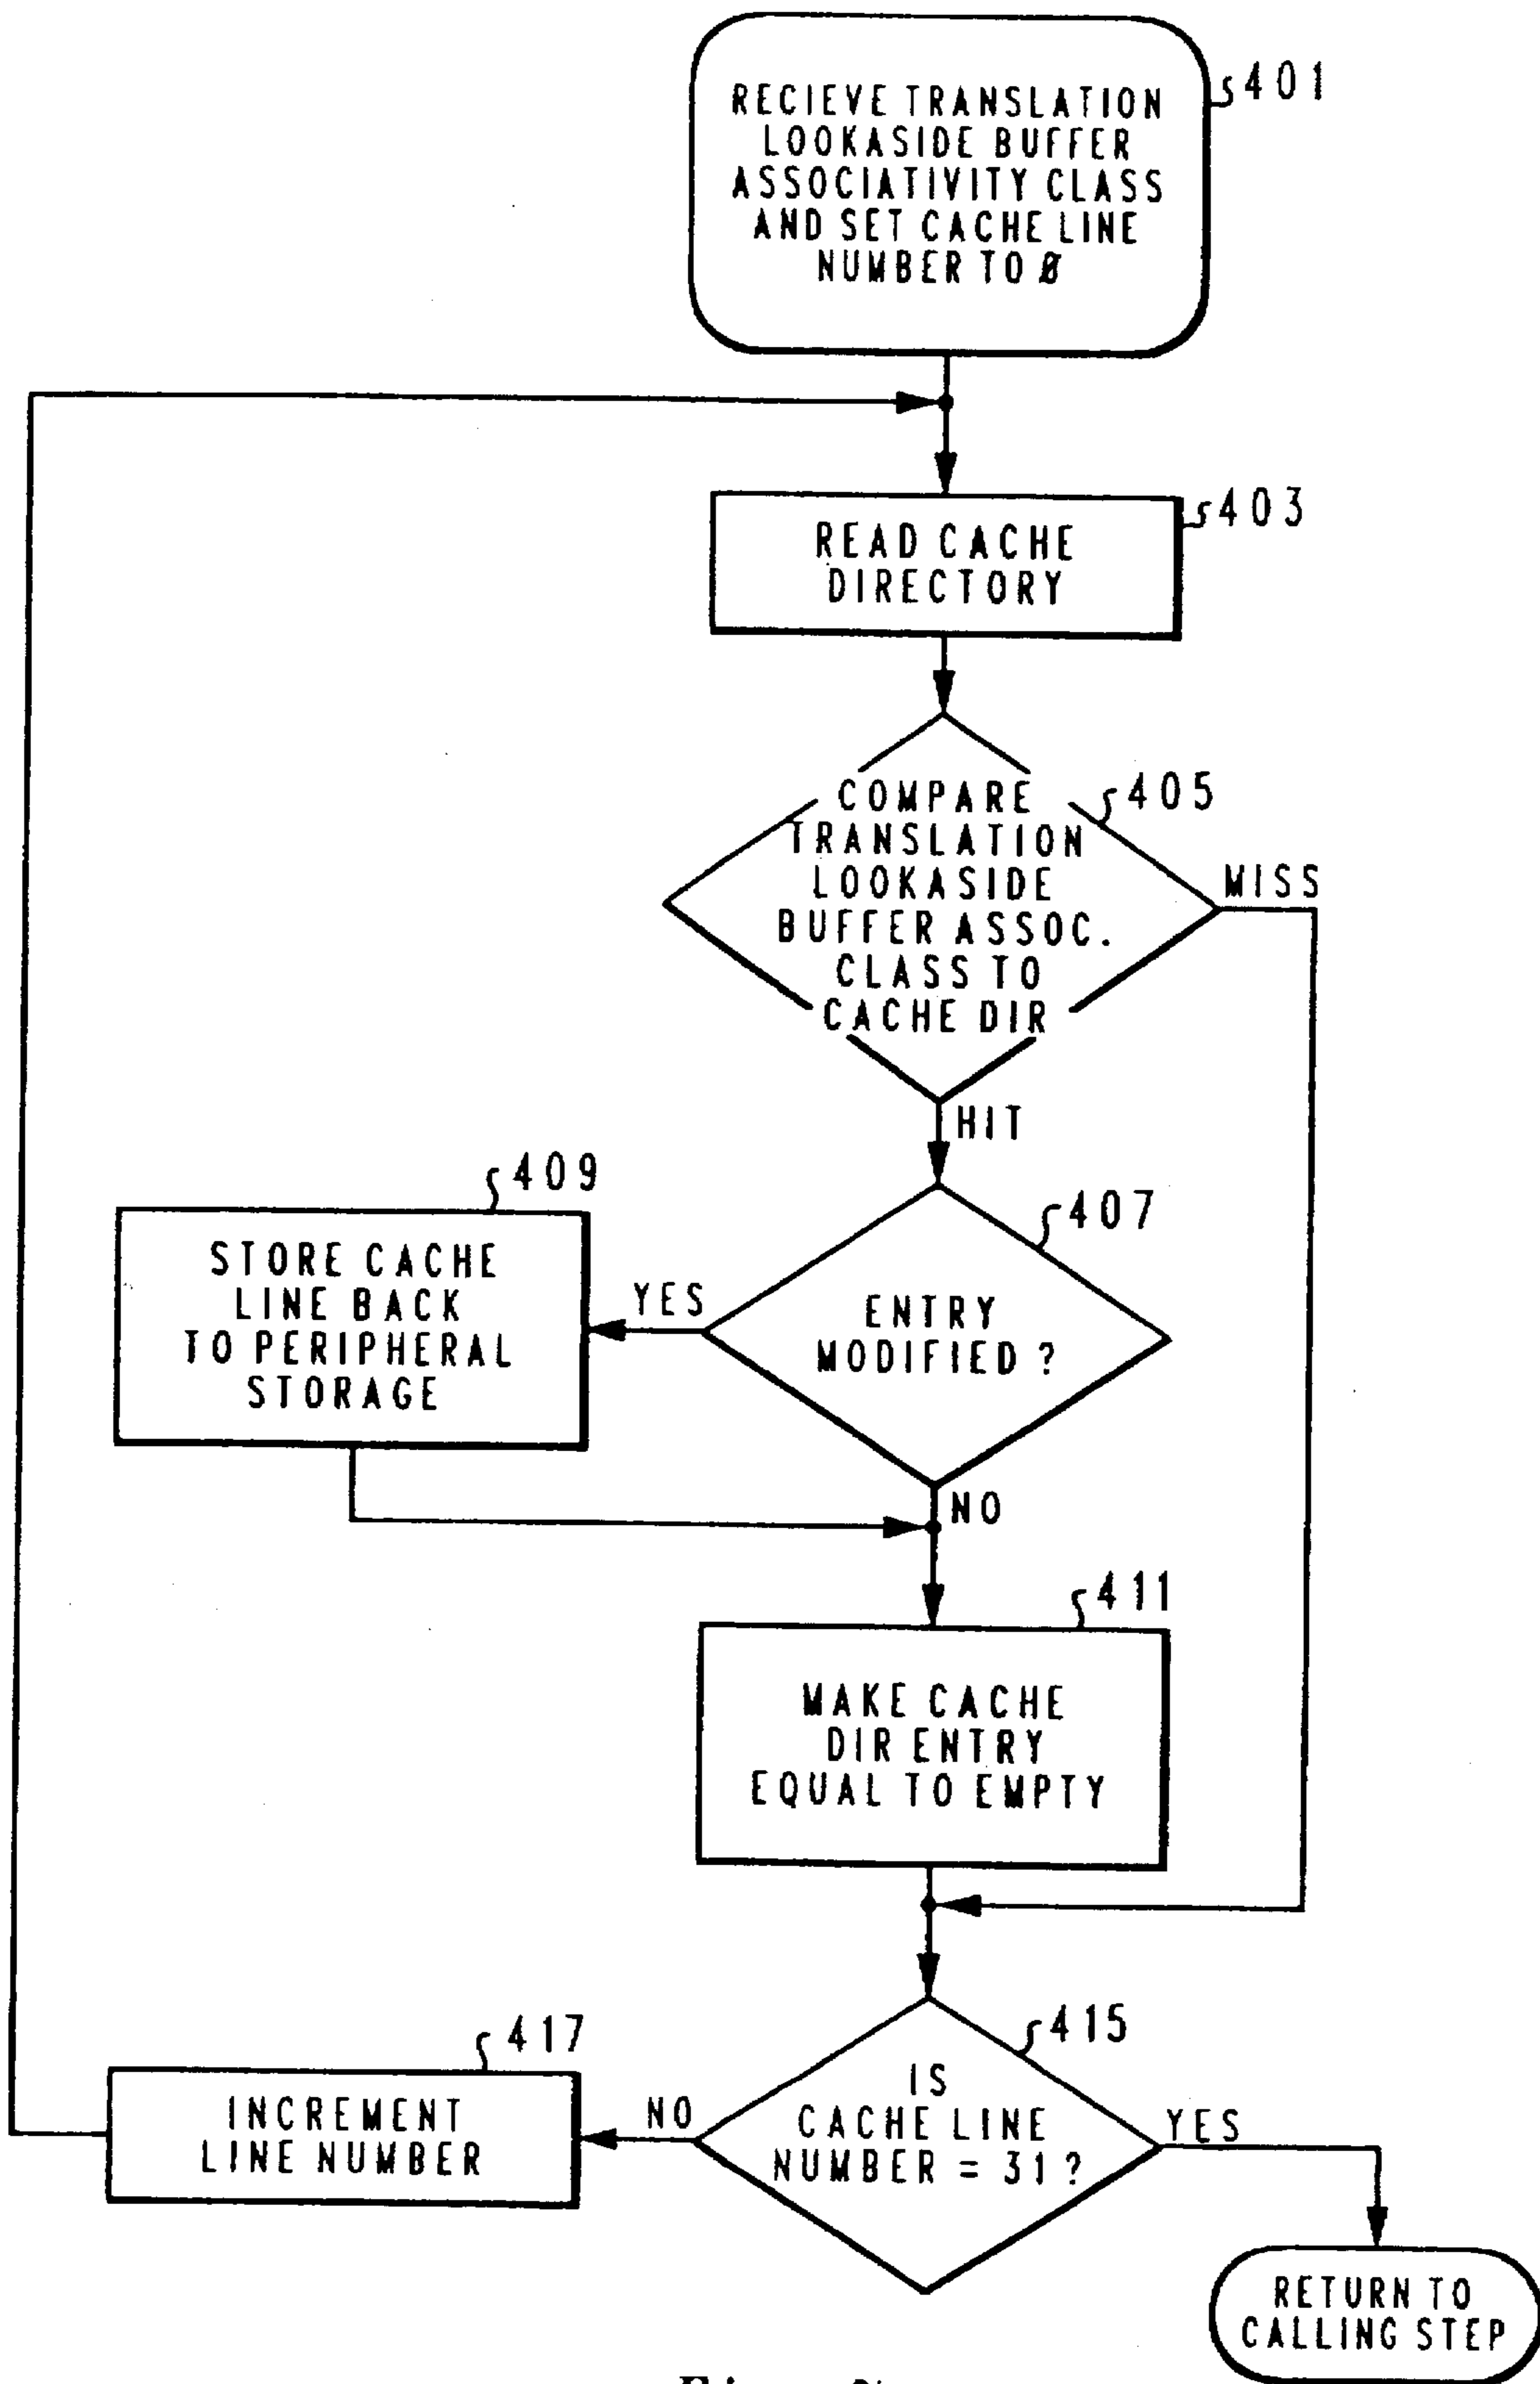 RECIEVE TRANSLATION
LOOKASIDE BUFFER
ASSOCIATIVITY CLASS
AND SET CACHE LINE
NUMBER TO 0
401
READ CACHE
DIRECTORY
403
COMPARE
TRANSLATION
LOOKASIDE
BUFFER ASSOC.
CLASS TO
CACHE DIR
405
MISS
HIT
409
STORE CACHE
LINE BACK
TO PERIPHERAL
STORAGE
YES
407
ENTRY
MODIFIED ?
NO
411
MAKE CACHE
DIR ENTRY
EQUAL TO EMPTY
417
INCREMENT
LINE NUMBER
NO
415
IS
CACHE LINE
NUMBER = 31 ?
YES
RETURN TO
CALLING STEP